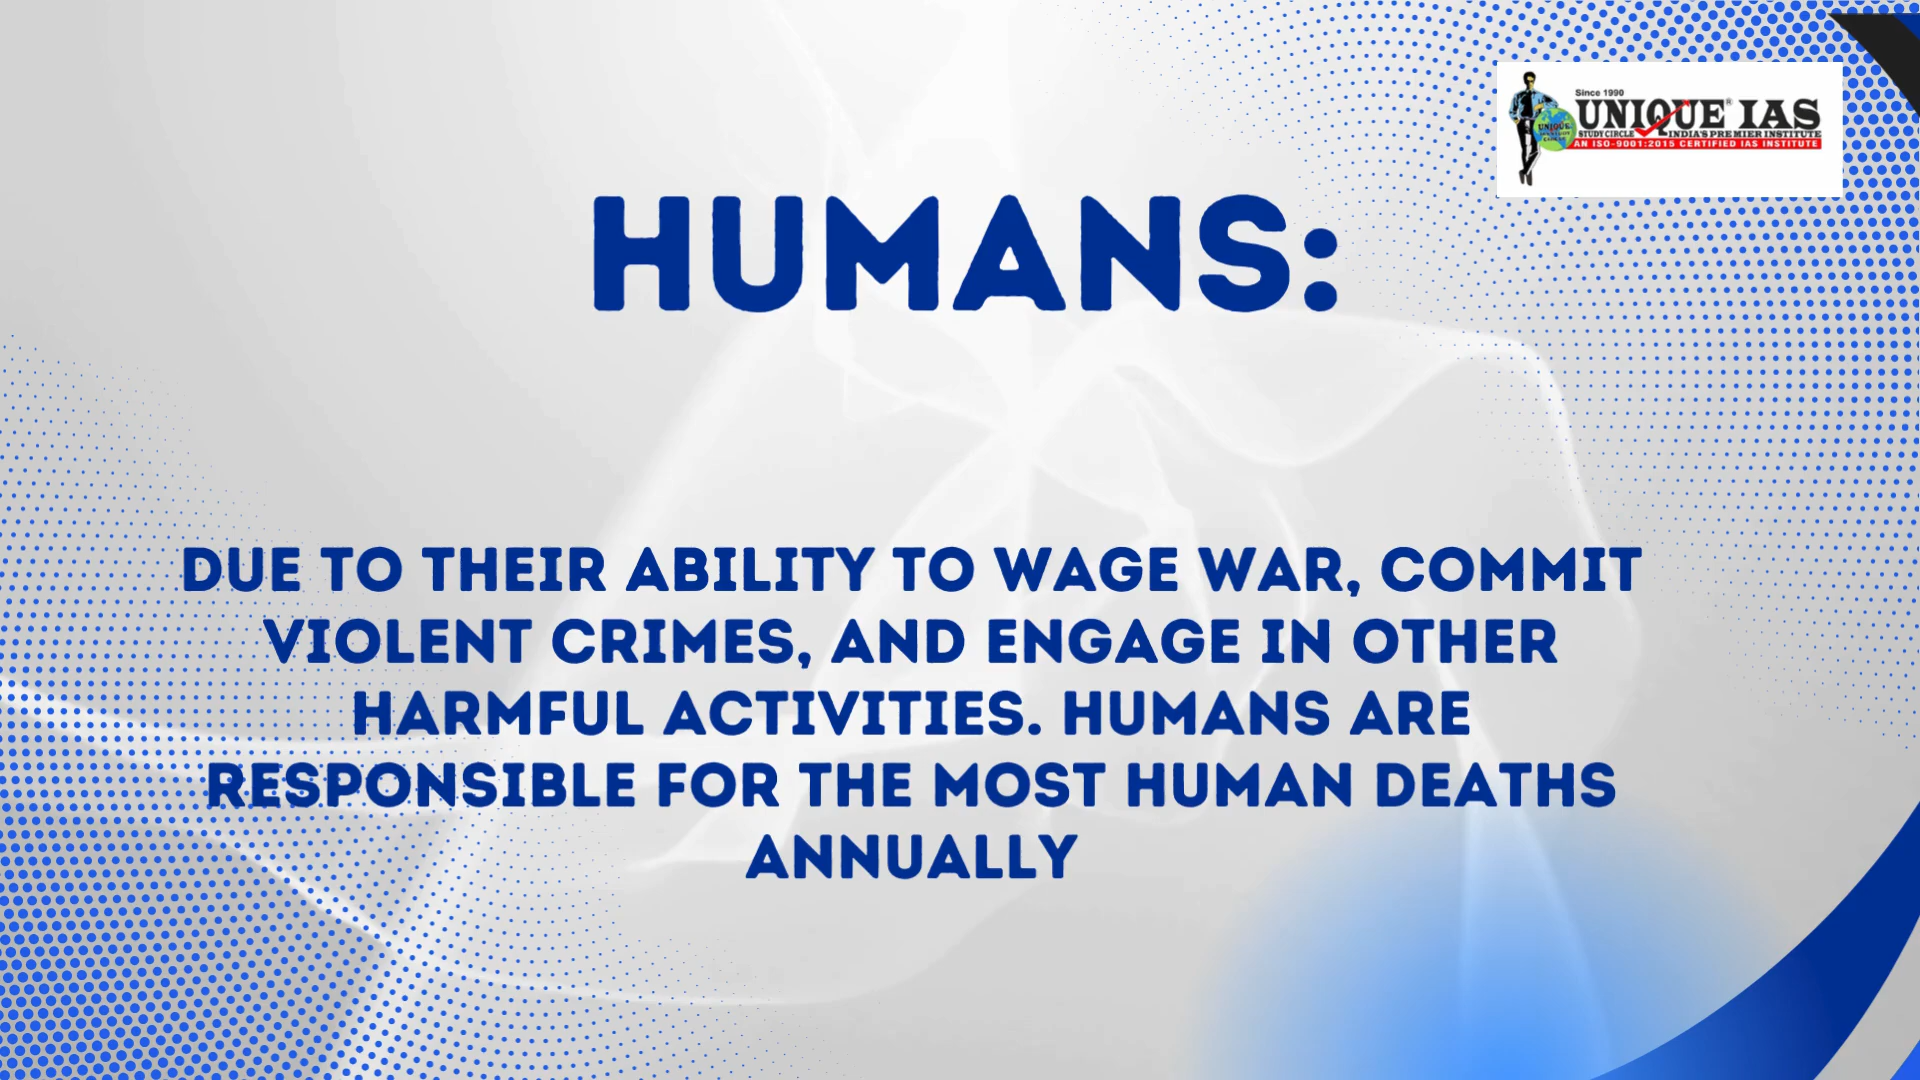 Since 1990
UNIQUE® IAS
STUDY CIRCLE INDIA'S PREMIER INSTITUTE
AN ISO-9001:2015 CERTIFIED IAS INSTITUTE
UNIQUE
HUMANS:
DUE TO THEIR ABILITY TO WAGE WAR, COMMIT
VIOLENT CRIMES, AND ENGAGE IN OTHER
HARMFUL ACTIVITIES. HUMANS ARE
RESPONSIBLE FOR THE MOST HUMAN DEATHS
ANNUALLY